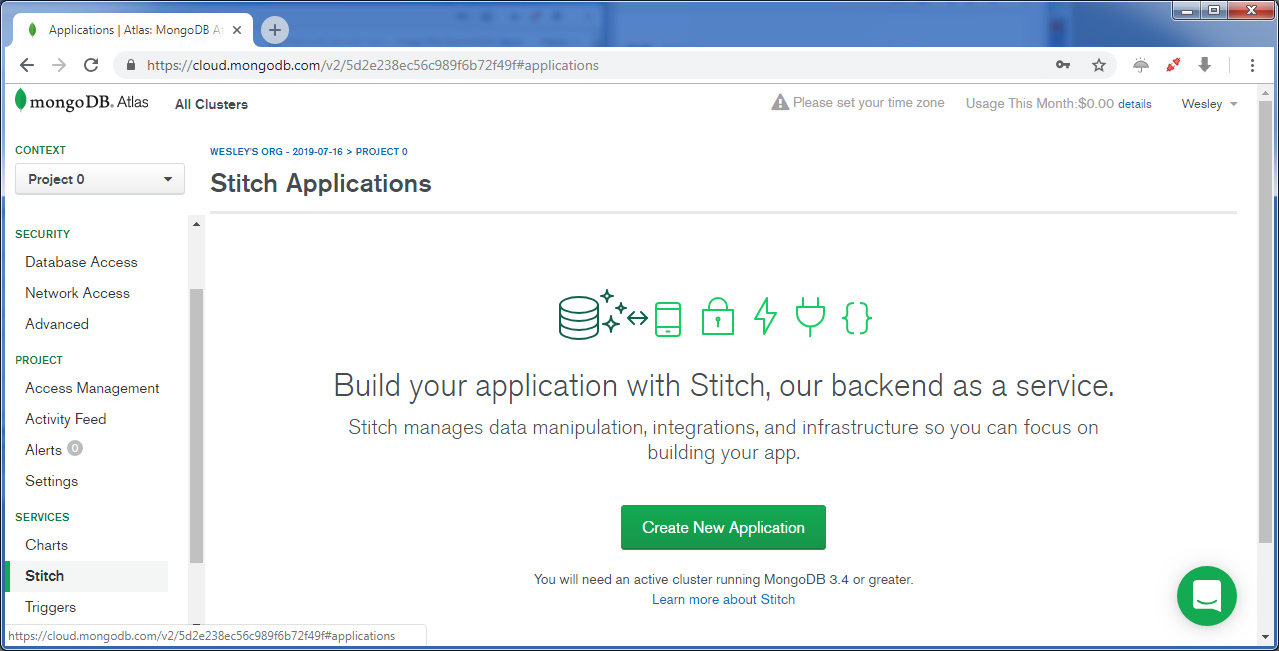 Applications | Atlas: MongoDB A
https://cloud.mongodb.com/v2/5d2e238ec56c989f6b72f49f#applications
mongoDB. Atlas
All Clusters
Please set your time zone
Usage This Month:$0.00 details
Wesley
CONTEXT
Project 0
SECURITY
Database Access
Network Access
Advanced
PROJECT
Access Management
Activity Feed
Alerts 0
Settings
SERVICES
Charts
Stitch
Triggers
WESLEY'S ORG - 2019-07-16 > PROJECT 0
Stitch Applications
Build your application with Stitch, our backend as a service.
Stitch manages data manipulation, integrations, and infrastructure so you can focus on
building your app.
Create New Application
You will need an active cluster running MongoDB 3.4 or greater.
Learn more about Stitch
https://cloud.mongodb.com/v2/5d2e238ec56c989f6b72f49f#applications